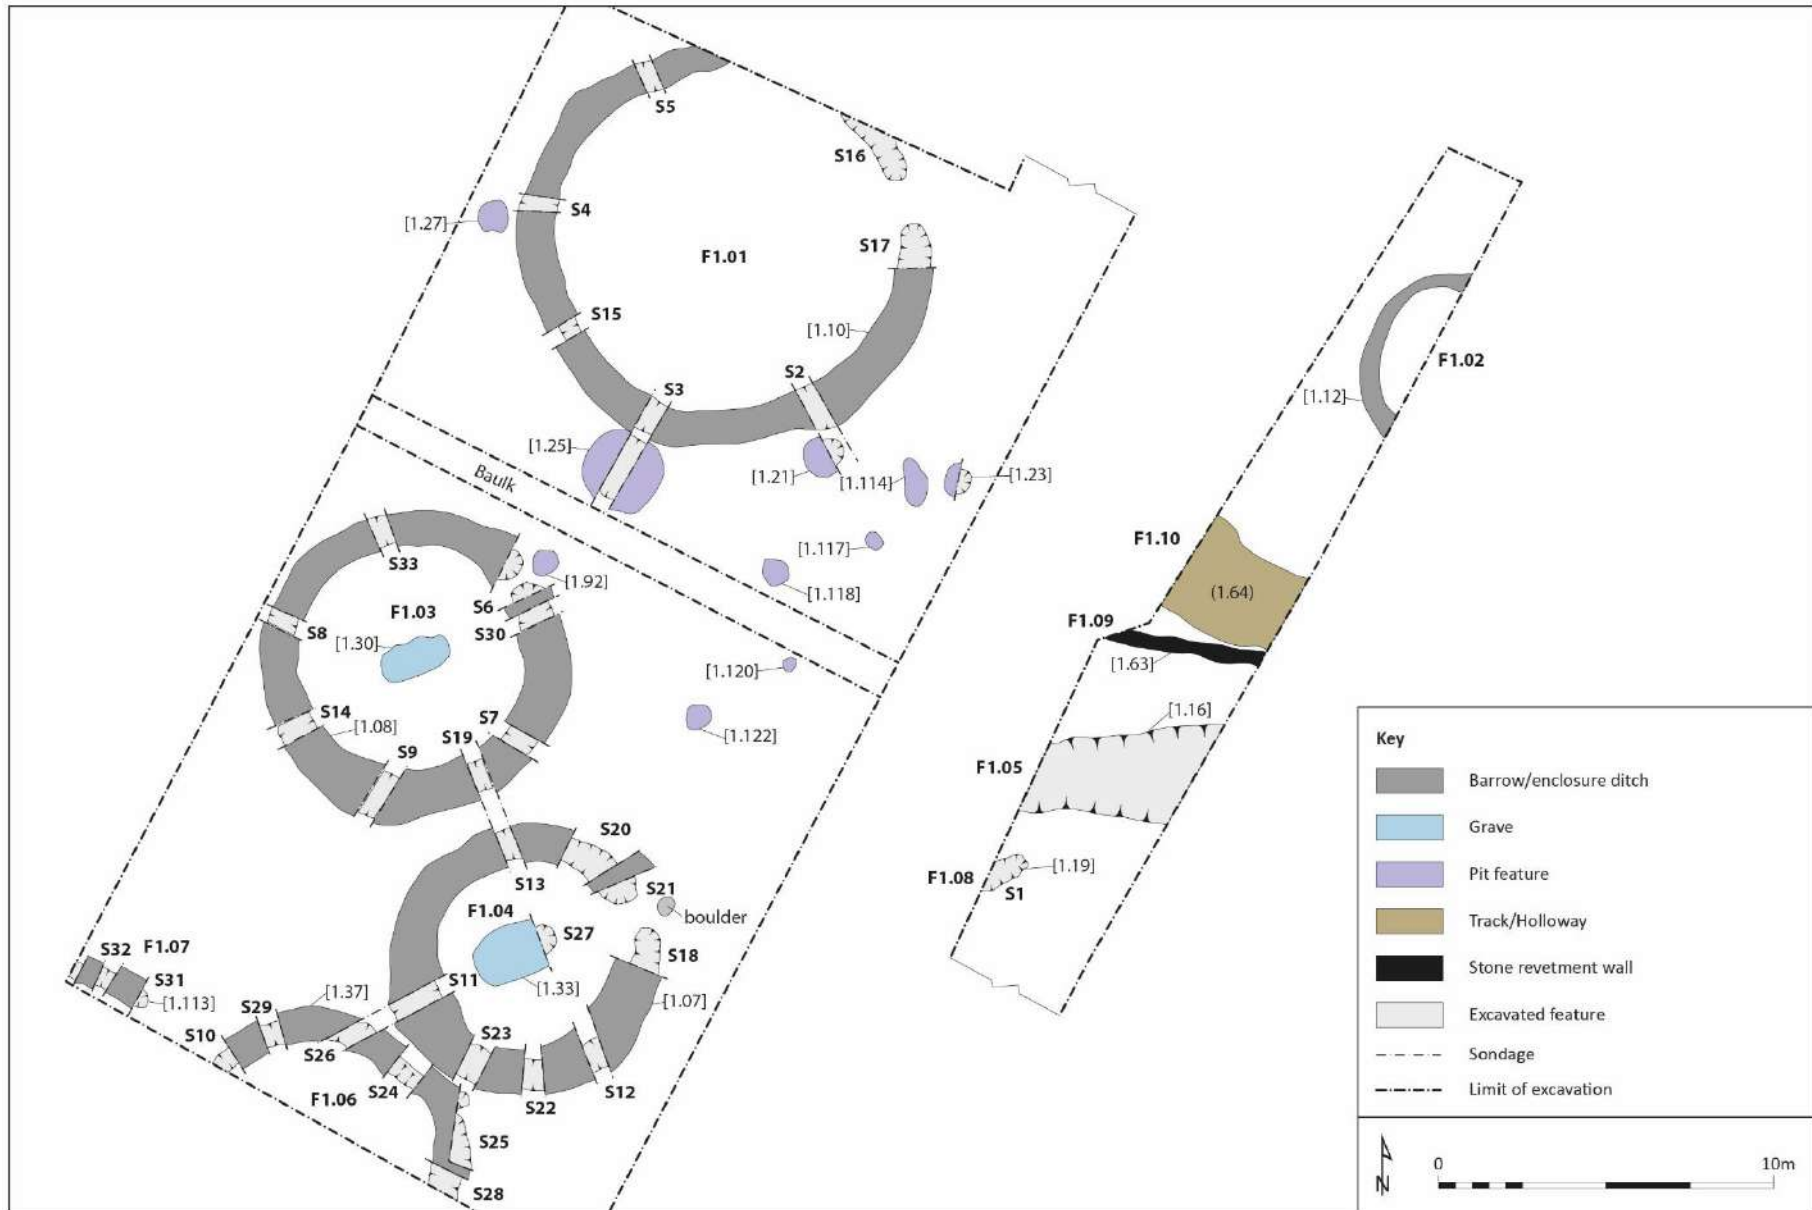 S5
S16
[1.27]
S4
S17
F1.01
S15
[1.10]
S3
S2
[1.25]
[1.21]
[1.114]
[1.23]
Baulk
[1.117]
[1.118]
S33
[1.92]
F1.03
S6
S8
[1.30]
S30
[1.120]
S14
[1.08]
S19
S7
[1.122]
S9
S20
S13
S21
F1.04
boulder
S27
S32
F1.07
S18
S31
S11
[1.113]
[1.37]
[1.33]
[1.07]
S29
S10
S23
S26
S24
F1.06
S22
S12
S25
S28
F1.02
[1.12]
F1.10
(1.64)
F1.09
[1.63]
[1.16]
F1.05
F1.08
[1.19]
S1
Key
Barrow/enclosure ditch
Grave
Pit feature
Track/Holloway
Stone revetment wall
Excavated feature
Sondage
Limit of excavation
N
0
10m